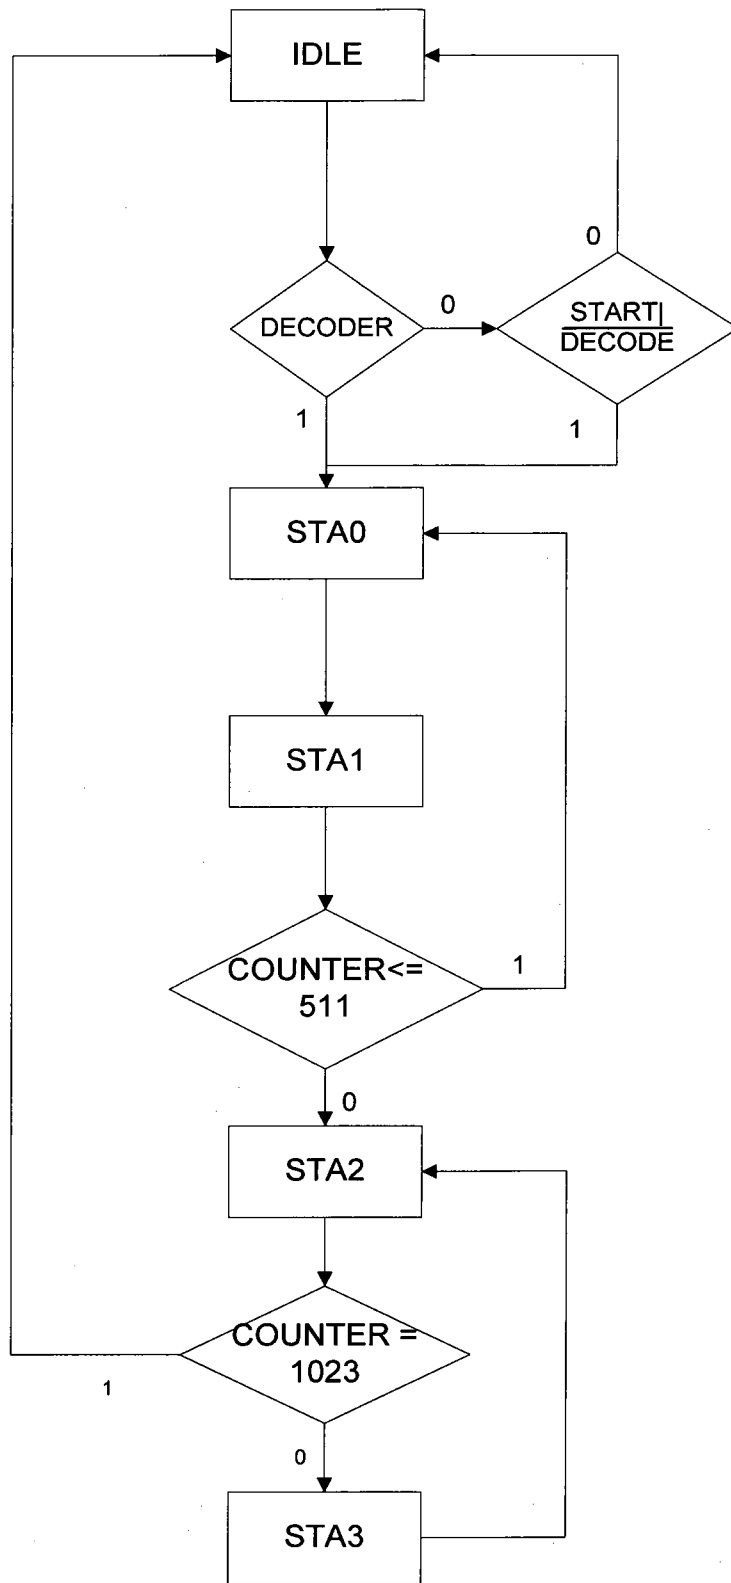 IDLE
0
DECODER
0
START|
DECODE
1
1
STA0
STA1
COUNTER<=
511
1
0
STA2
COUNTER =
1023
1
0
STA3